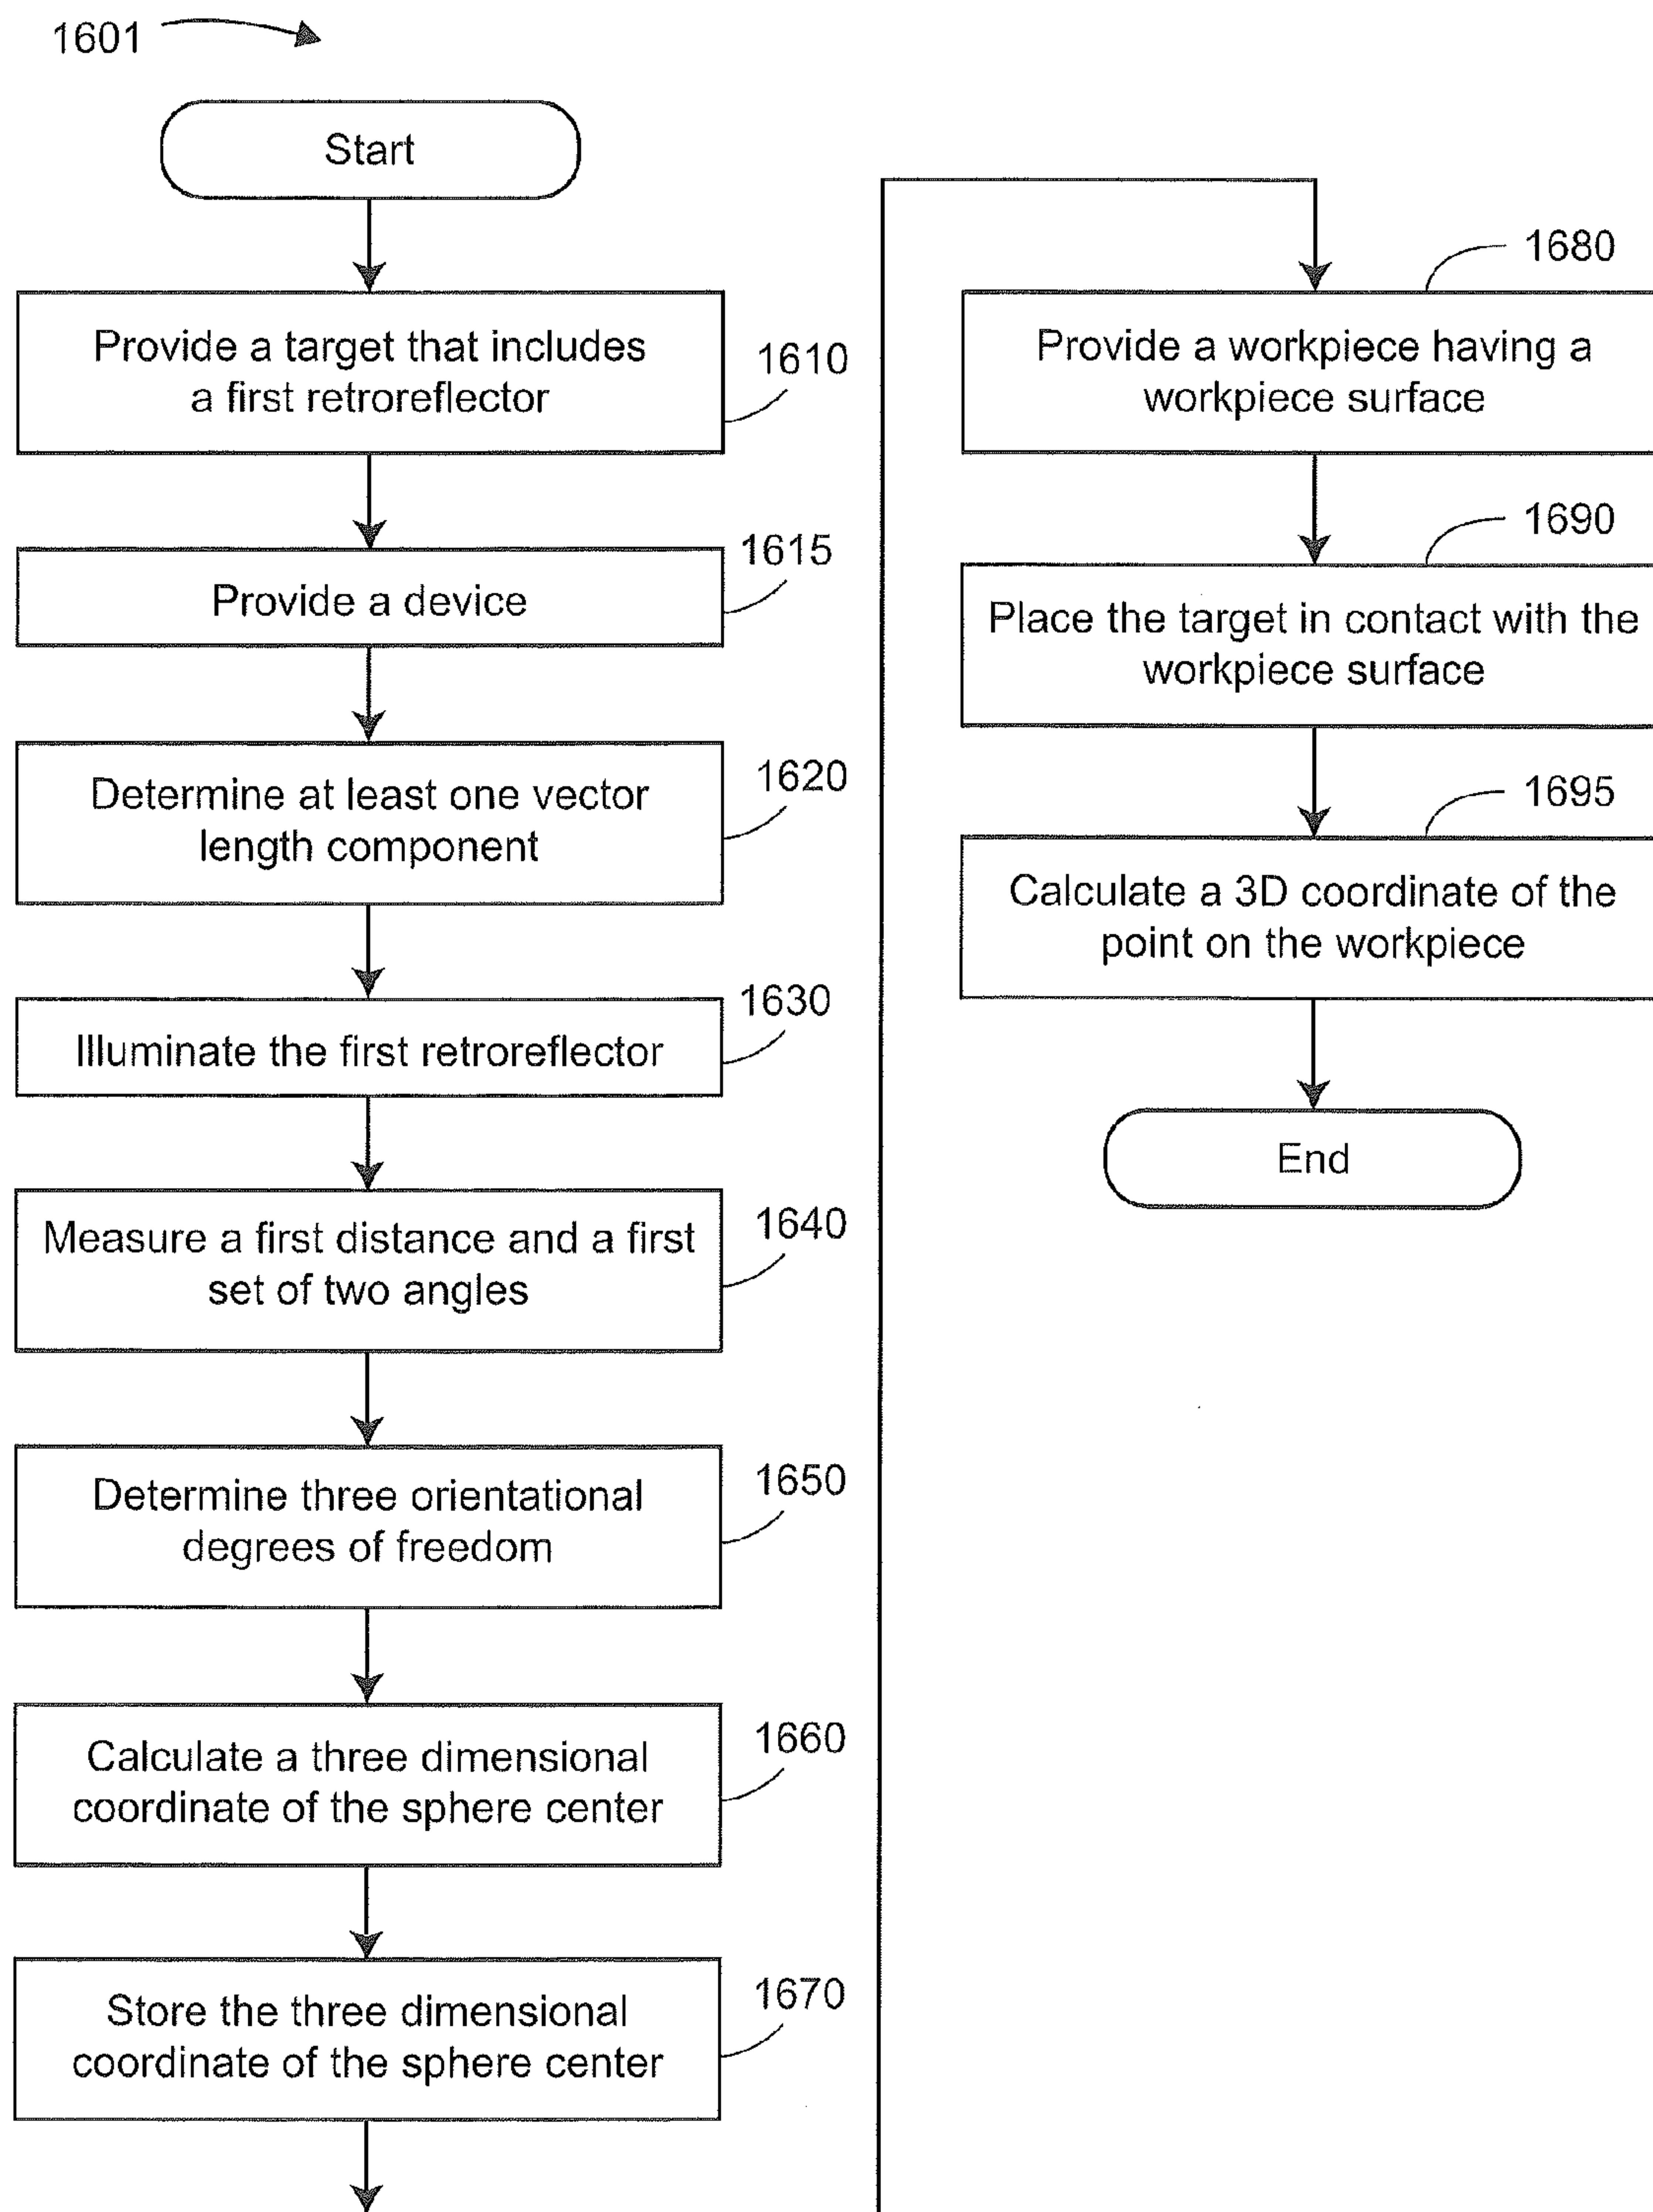 1601
Start
Provide a target that includes
a first retroreflector
1610
Provide a device
1615
Determine at least one vector
length component
1620
Illuminate the first retroreflector
1630
Measure a first distance and a first
set of two angles
1640
Determine three orientational
degrees of freedom
1650
Calculate a three dimensional
coordinate of the sphere center
1660
Store the three dimensional
coordinate of the sphere center
1670
1680
Provide a workpiece having a
workpiece surface
1690
Place the target in contact with the
workpiece surface
1695
Calculate a 3D coordinate of the
point on the workpiece
End